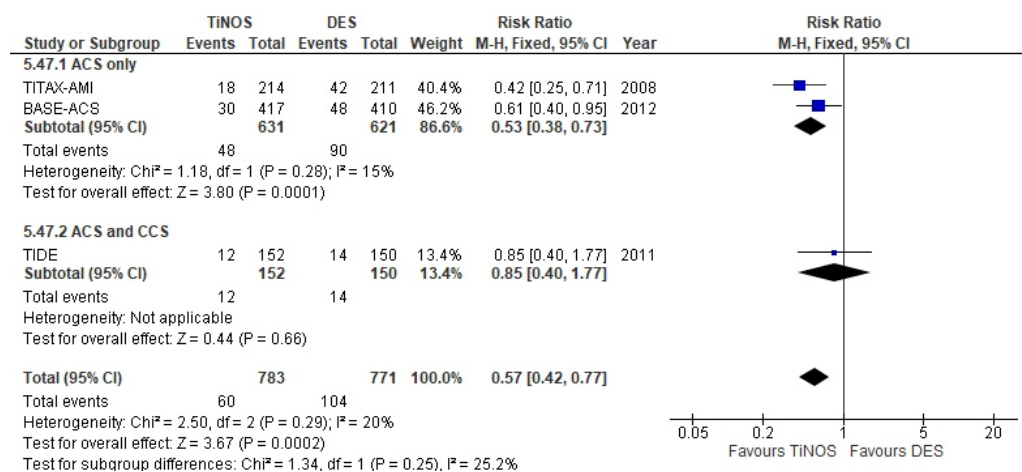 TiNOS DES Risk Ratio Risk Ratio
Study or Subgroup Events Total Events Total Weight M-H, Fixed, 95% CI Year M-H, Fixed, 95% CI
5.47.1 ACS only
TITAX-AMI 18 214 42 211 40.4% 0.42 [0.25, 0.71] 2008
BASE-ACS 30 417 48 410 46.2% 0.61 [0.40, 0.95] 2012
Subtotal (95% CI) 631 621 86.6% 0.53 [0.38, 0.73]
Total events 48 90
Heterogeneity: Chi² = 1.18, df = 1 (P = 0.28); I² = 15%
Test for overall effect: Z = 3.80 (P = 0.0001)
5.47.2 ACS and CCS
TIDE 12 152 14 150 13.4% 0.85 [0.40, 1.77] 2011
Subtotal (95% CI) 152 150 13.4% 0.85 [0.40, 1.77]
Total events 12 14
Heterogeneity: Not applicable
Test for overall effect: Z = 0.44 (P = 0.66)
Total (95% CI) 783 771 100.0% 0.57 [0.42, 0.77]
Total events 60 104
Heterogeneity: Chi² = 2.50, df = 2 (P = 0.29); I² = 20%
Test for overall effect: Z = 3.67 (P = 0.0002)
Test for subgroup differences: Chi² = 1.34, df = 1 (P = 0.25), I² = 25.2%
0.05 0.2 1 5 20
Favours TiNOS Favours DES